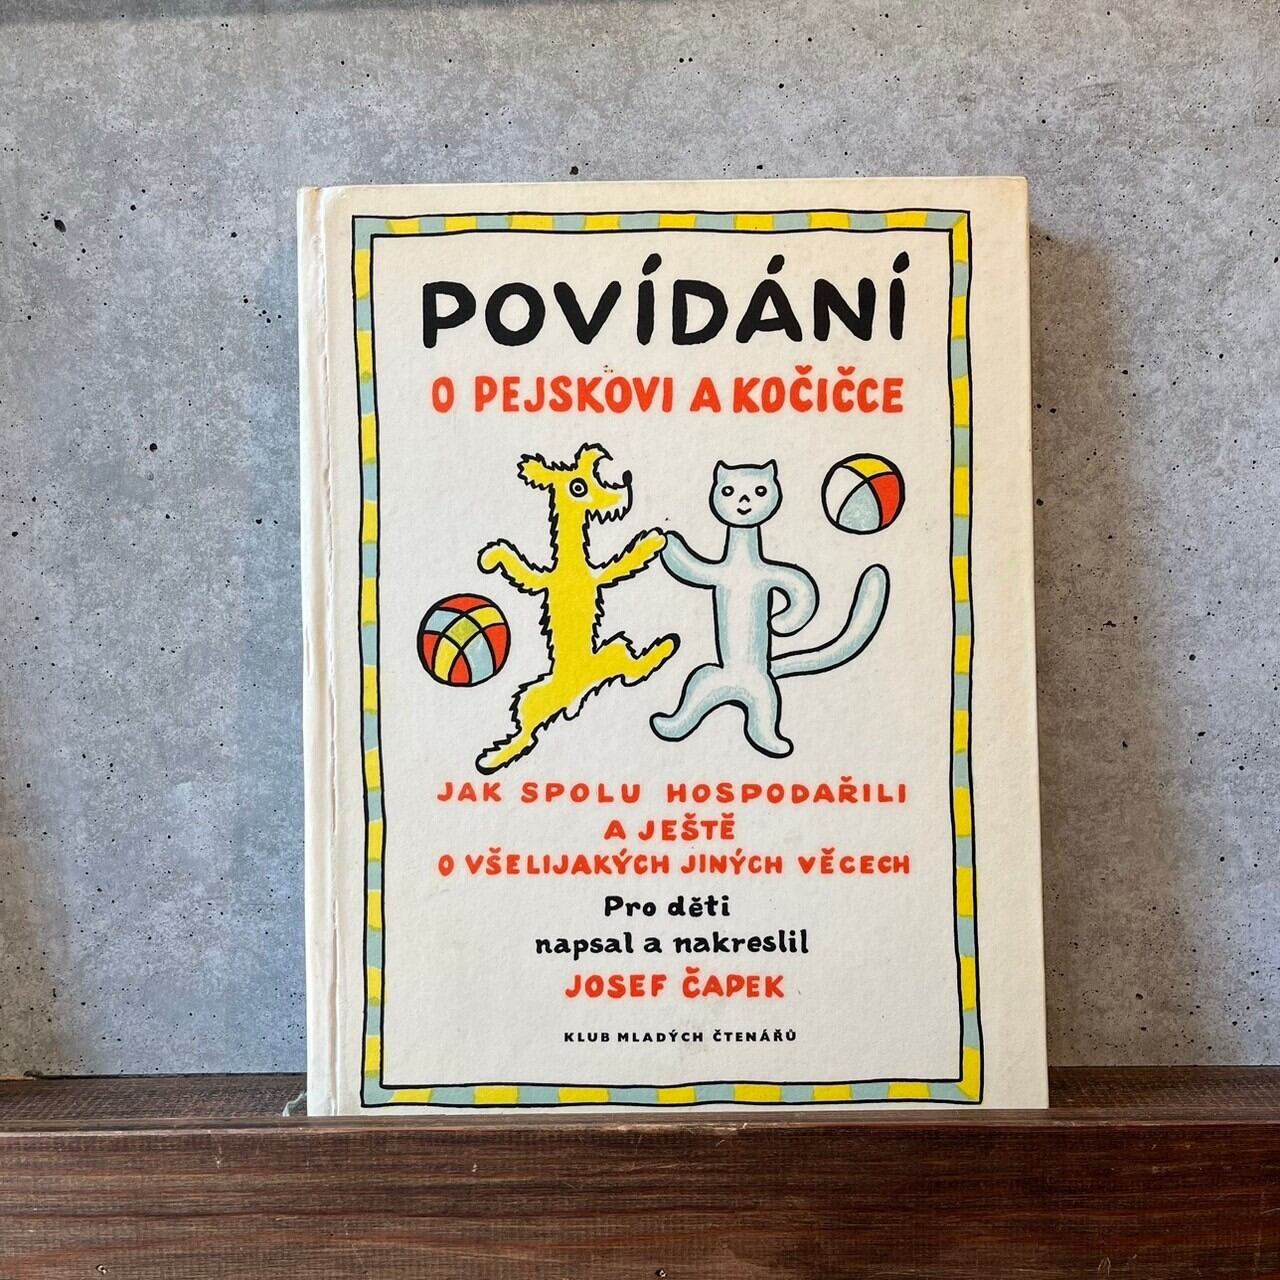 POVÍDÁNÍ
O PEJSKOVI A KOČIČCE
JAK SPOLU HOSPODAŘILI
A JEŠTĚ
O VŠELIJAKÝCH JINÝCH VĚCECH
Pro děti
napsal a nakreslil
JOSEF ČAPEK
KLUB MLADÝCH ČTENÁŘŮ